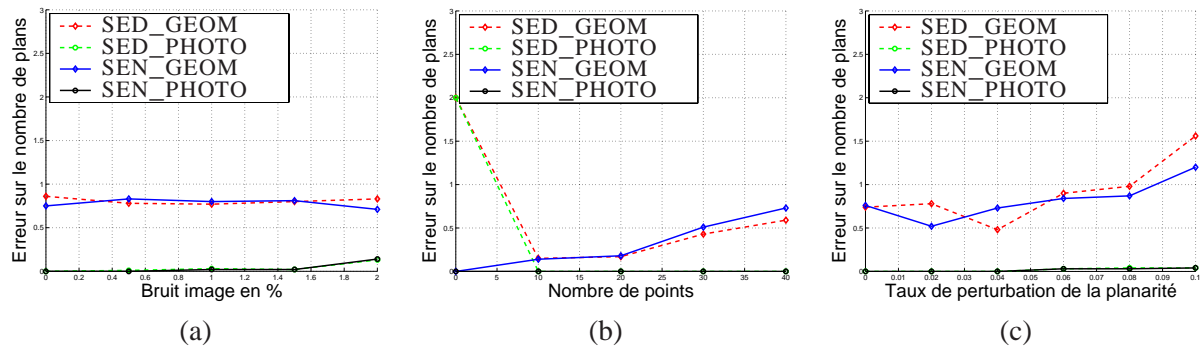 Erreur sur le nombre de plans
3
2.5
2
1.5
1
0.5
0
SED_GEOM
SED_PHOTO
SEN_GEOM
SEN_PHOTO
0 0.2 0.4 0.6 0.8 1 1.2 1.4 1.6 1.8 2
Bruit image en %
(a)
Erreur sur le nombre de plans
3
2.5
2
1.5
1
0.5
0
SED_GEOM
SED_PHOTO
SEN_GEOM
SEN_PHOTO
0 5 10 15 20 25 30 35 40
Nombre de points
(b)
Erreur sur le nombre de plans
3
2.5
2
1.5
1
0.5
0
SED_GEOM
SED_PHOTO
SEN_GEOM
SEN_PHOTO
0 0.01 0.02 0.03 0.04 0.05 0.06 0.07 0.08 0.09 0.1
Taux de perturbation de la planarité
(c)